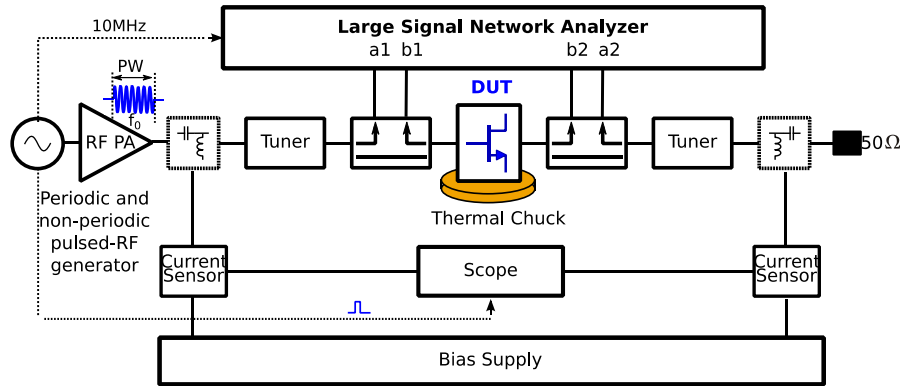 Large Signal Network Analyzer
a1 b1
b2 a2
10MHz
PW
f0
RF PA
DUT
Tuner
Tuner
50Ω
Thermal Chuck
Periodic and
non-periodic
pulsed-RF
generator
Current
Sensor
Scope
Current
Sensor
Bias Supply